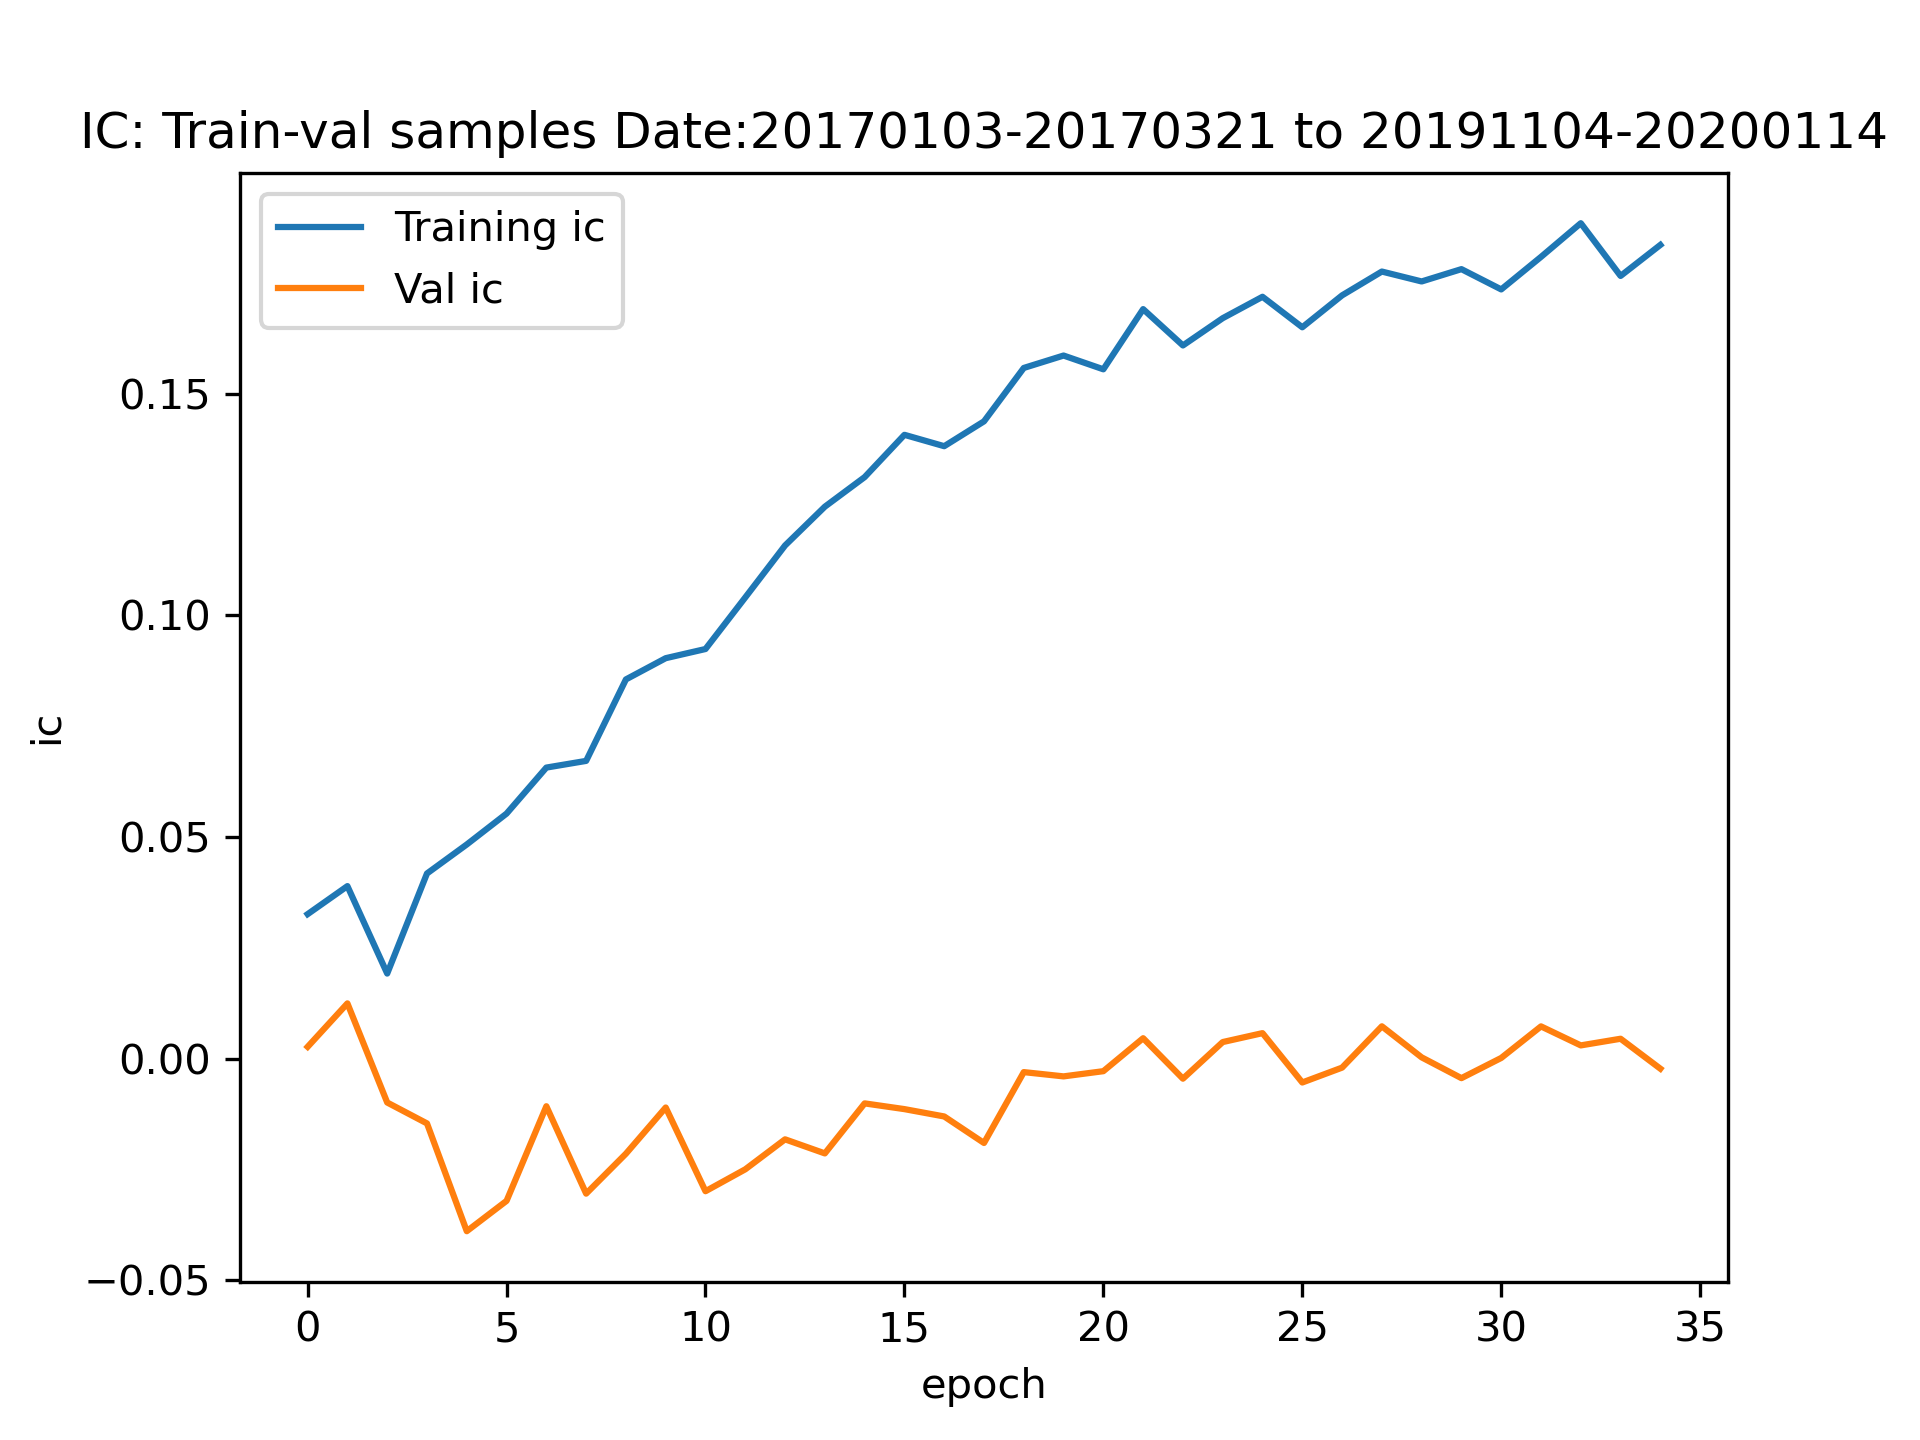 IC: Train-val samples Date:20170103-20170321 to 20191104-20200114
Training ic
Val ic
0.15
0.10
0.05
0.00
−0.05
ic
0 5 10 15 20 25 30 35
epoch